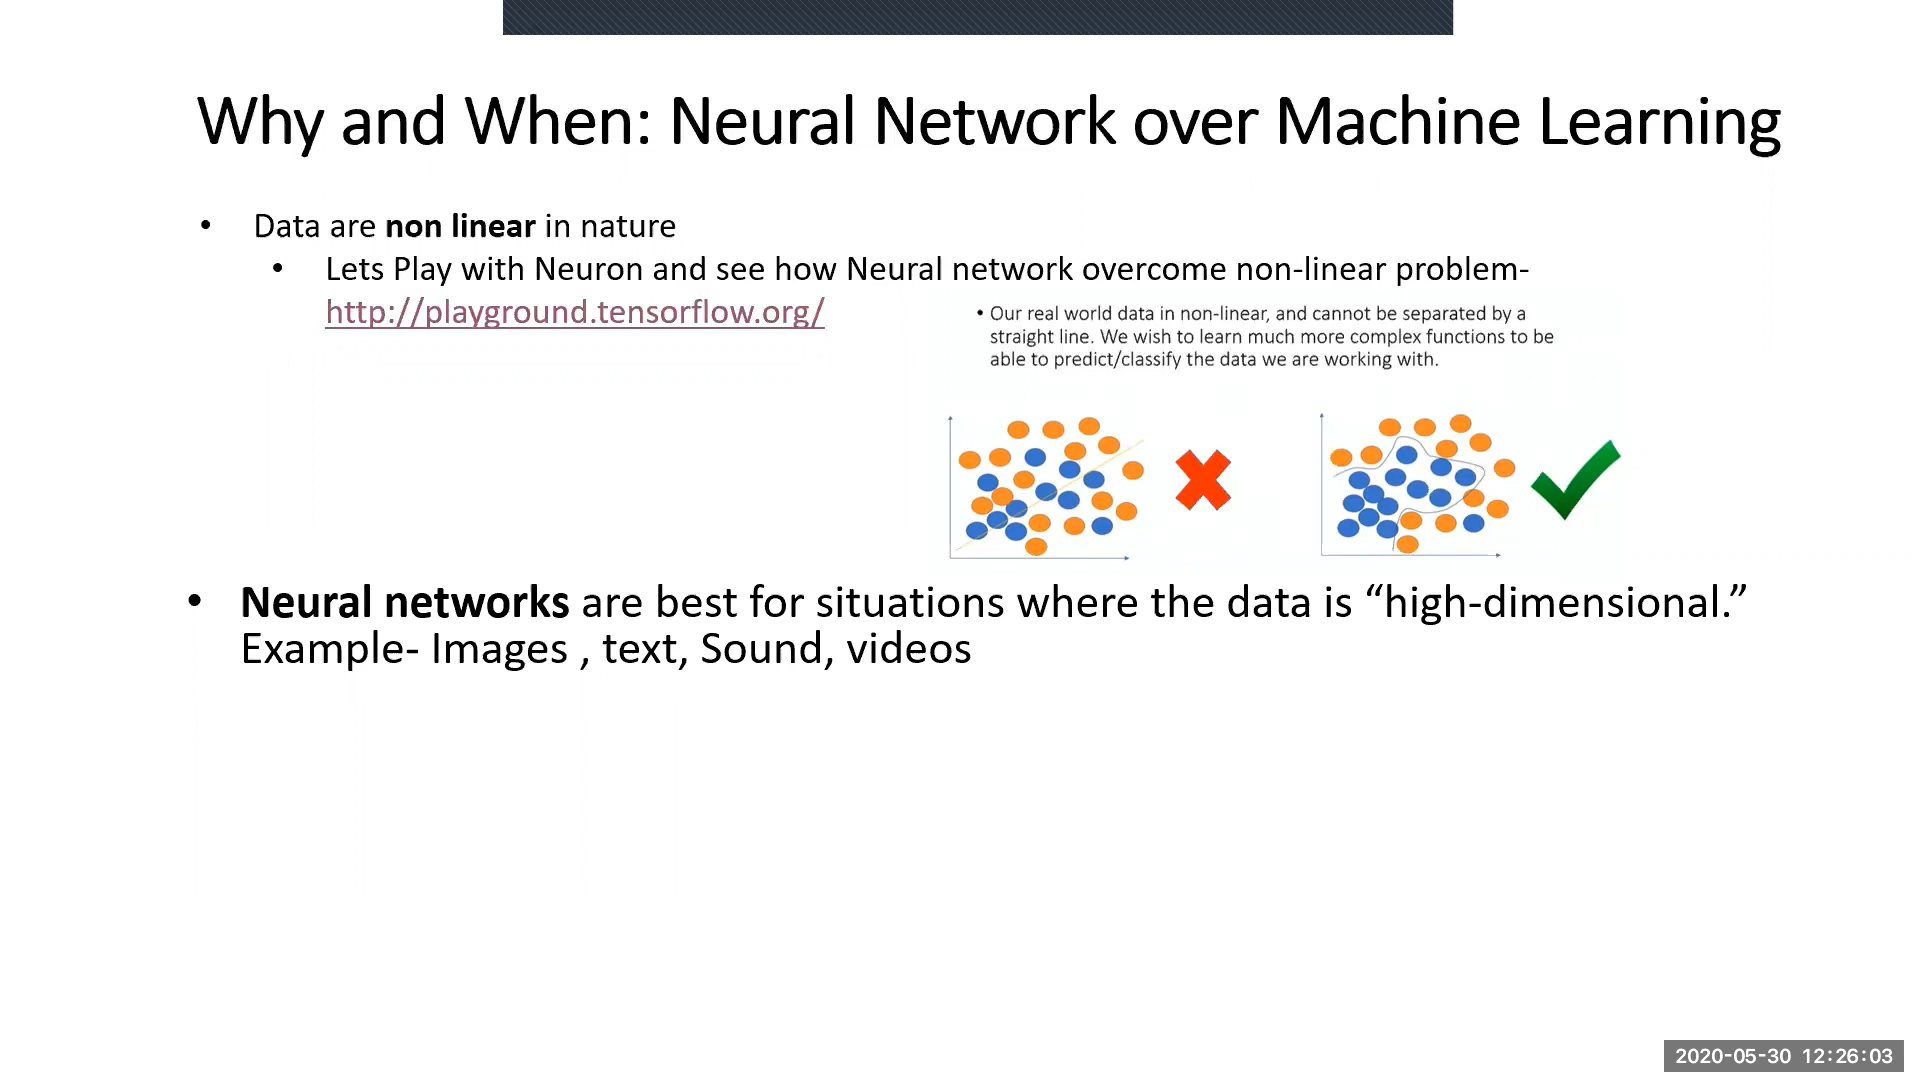 Why and When: Neural Network over Machine Learning
• Data are non linear in nature
• Lets Play with Neuron and see how Neural network overcome non-linear problem-
http://playground.tensorflow.org/
• Our real world data in non-linear, and cannot be separated by a
straight line. We wish to learn much more complex functions to be
able to predict/classify the data we are working with.
• Neural networks are best for situations where the data is “high-dimensional.”
Example- Images , text, Sound, videos
2020-05-30 12:26:03